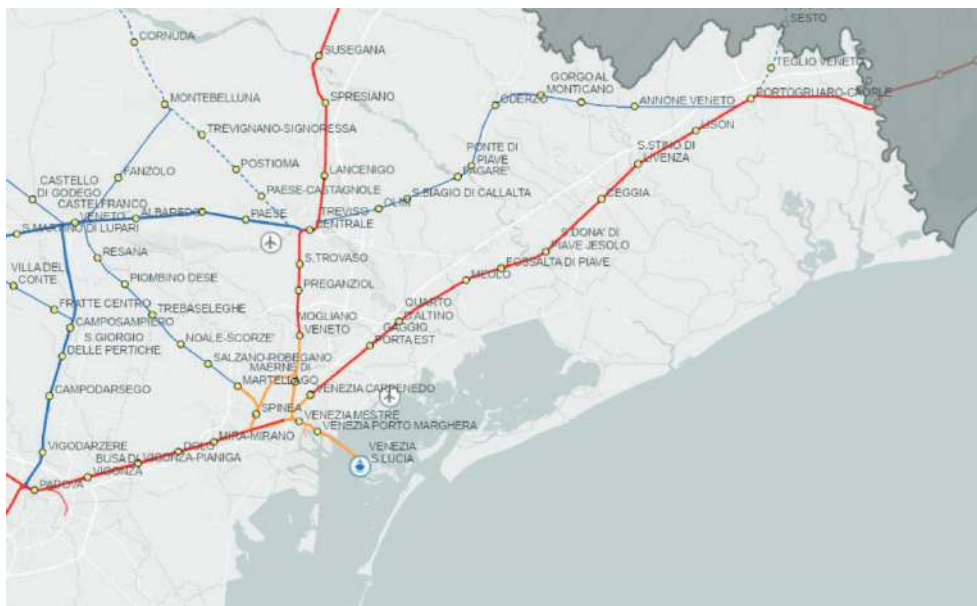 SESTO
CORNUDA
SUSEGANA
TEGLIO VENETO
GORGO AL
MONTICANO
MONTEBELLUNA
SPRESIANO
ODERZO
ANNONE VENETO
PORTOGRUARO-CAORLE
TREVIGNANO-SIGNORESSA
LISON
PONTE DI
PIAVE
S.STINO DI
LIVENZA
POSTIOMA
FANZOLO
LANCENIGO
FAGARE'
CASTELLO
DI GODEGO
PAESE-CASTAGNOLE
S.BIAGIO DI CALLALTA
CEGGIA
CASTELFRANCO
VENETO
ALBAREDO
PAESE
TREVISO
CENTRALE
OLMI
S.MARTINO DI LUPARI
S.DONA' DI
PIAVE JESOLO
RESANA
S.TROVASO
FOSSALTA DI PIAVE
VILLA DEL
CONTE
PIOMBINO DESE
MEOLO
PREGANZIOL
FRATTE CENTRO
TREBASELEGHE
QUARTO
D'ALTINO
MOGLIANO
VENETO
CAMPOSAMPIERO
GAGGIO
PORTA EST
S.GIORGIO
DELLE PERTICHE
NOALE-SCORZE'
SALZANO-ROBEGANO
MAERNE DI
MARTELLAGO
CAMPODARSEGO
VENEZIA CARPENEDO
SPINEA
VENEZIA MESTRE
VENEZIA PORTO MARGHERA
MIRA-MIRANO
DOLO
VENEZIA
S.LUCIA
VIGODARZERE
BUSA DI
VIGONZA
VIGONZA-PIANIGA
PADOVA